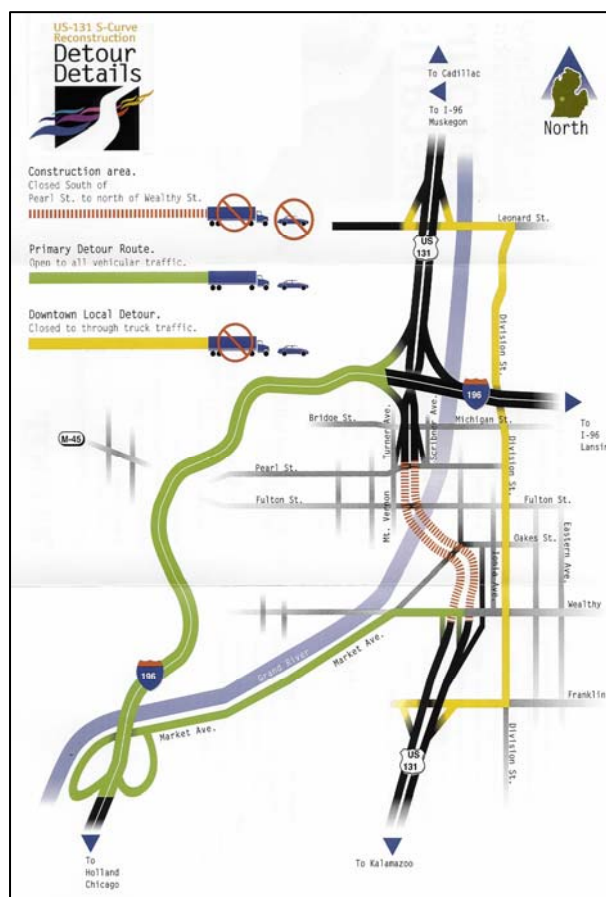 US-131 S-Curve
Reconstruction
Detour
Details
To Cadillac
To I-96
Muskegon
North
Construction area.
Closed South of
Pearl St. to north of Wealthy St.
Primary Detour Route.
Open to all vehicular traffic.
Downtown Local Detour.
Closed to through truck traffic.
US
131
Leonard St.
Division St.
196
To
I-96
Lansin
M-45
Bridge St.
Turner Ave.
Scribner Ave.
Michigan St.
Pearl St.
Division St.
Fulton St.
Mt. Vernon
Fulton St.
Oakes St.
Ionia Ave.
Eastern Ave.
Wealthy
Grand River
Market Ave.
196
Market Ave.
Franklin
Division St.
US
131
To
Holland
Chicago
To Kalamazoo